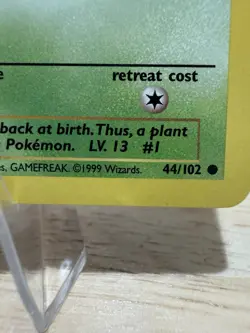 retreat cost
back at birth. Thus, a plant
Pokémon. LV. 13 #1
GAMEFREAK. ©1999 Wizards. 44/102